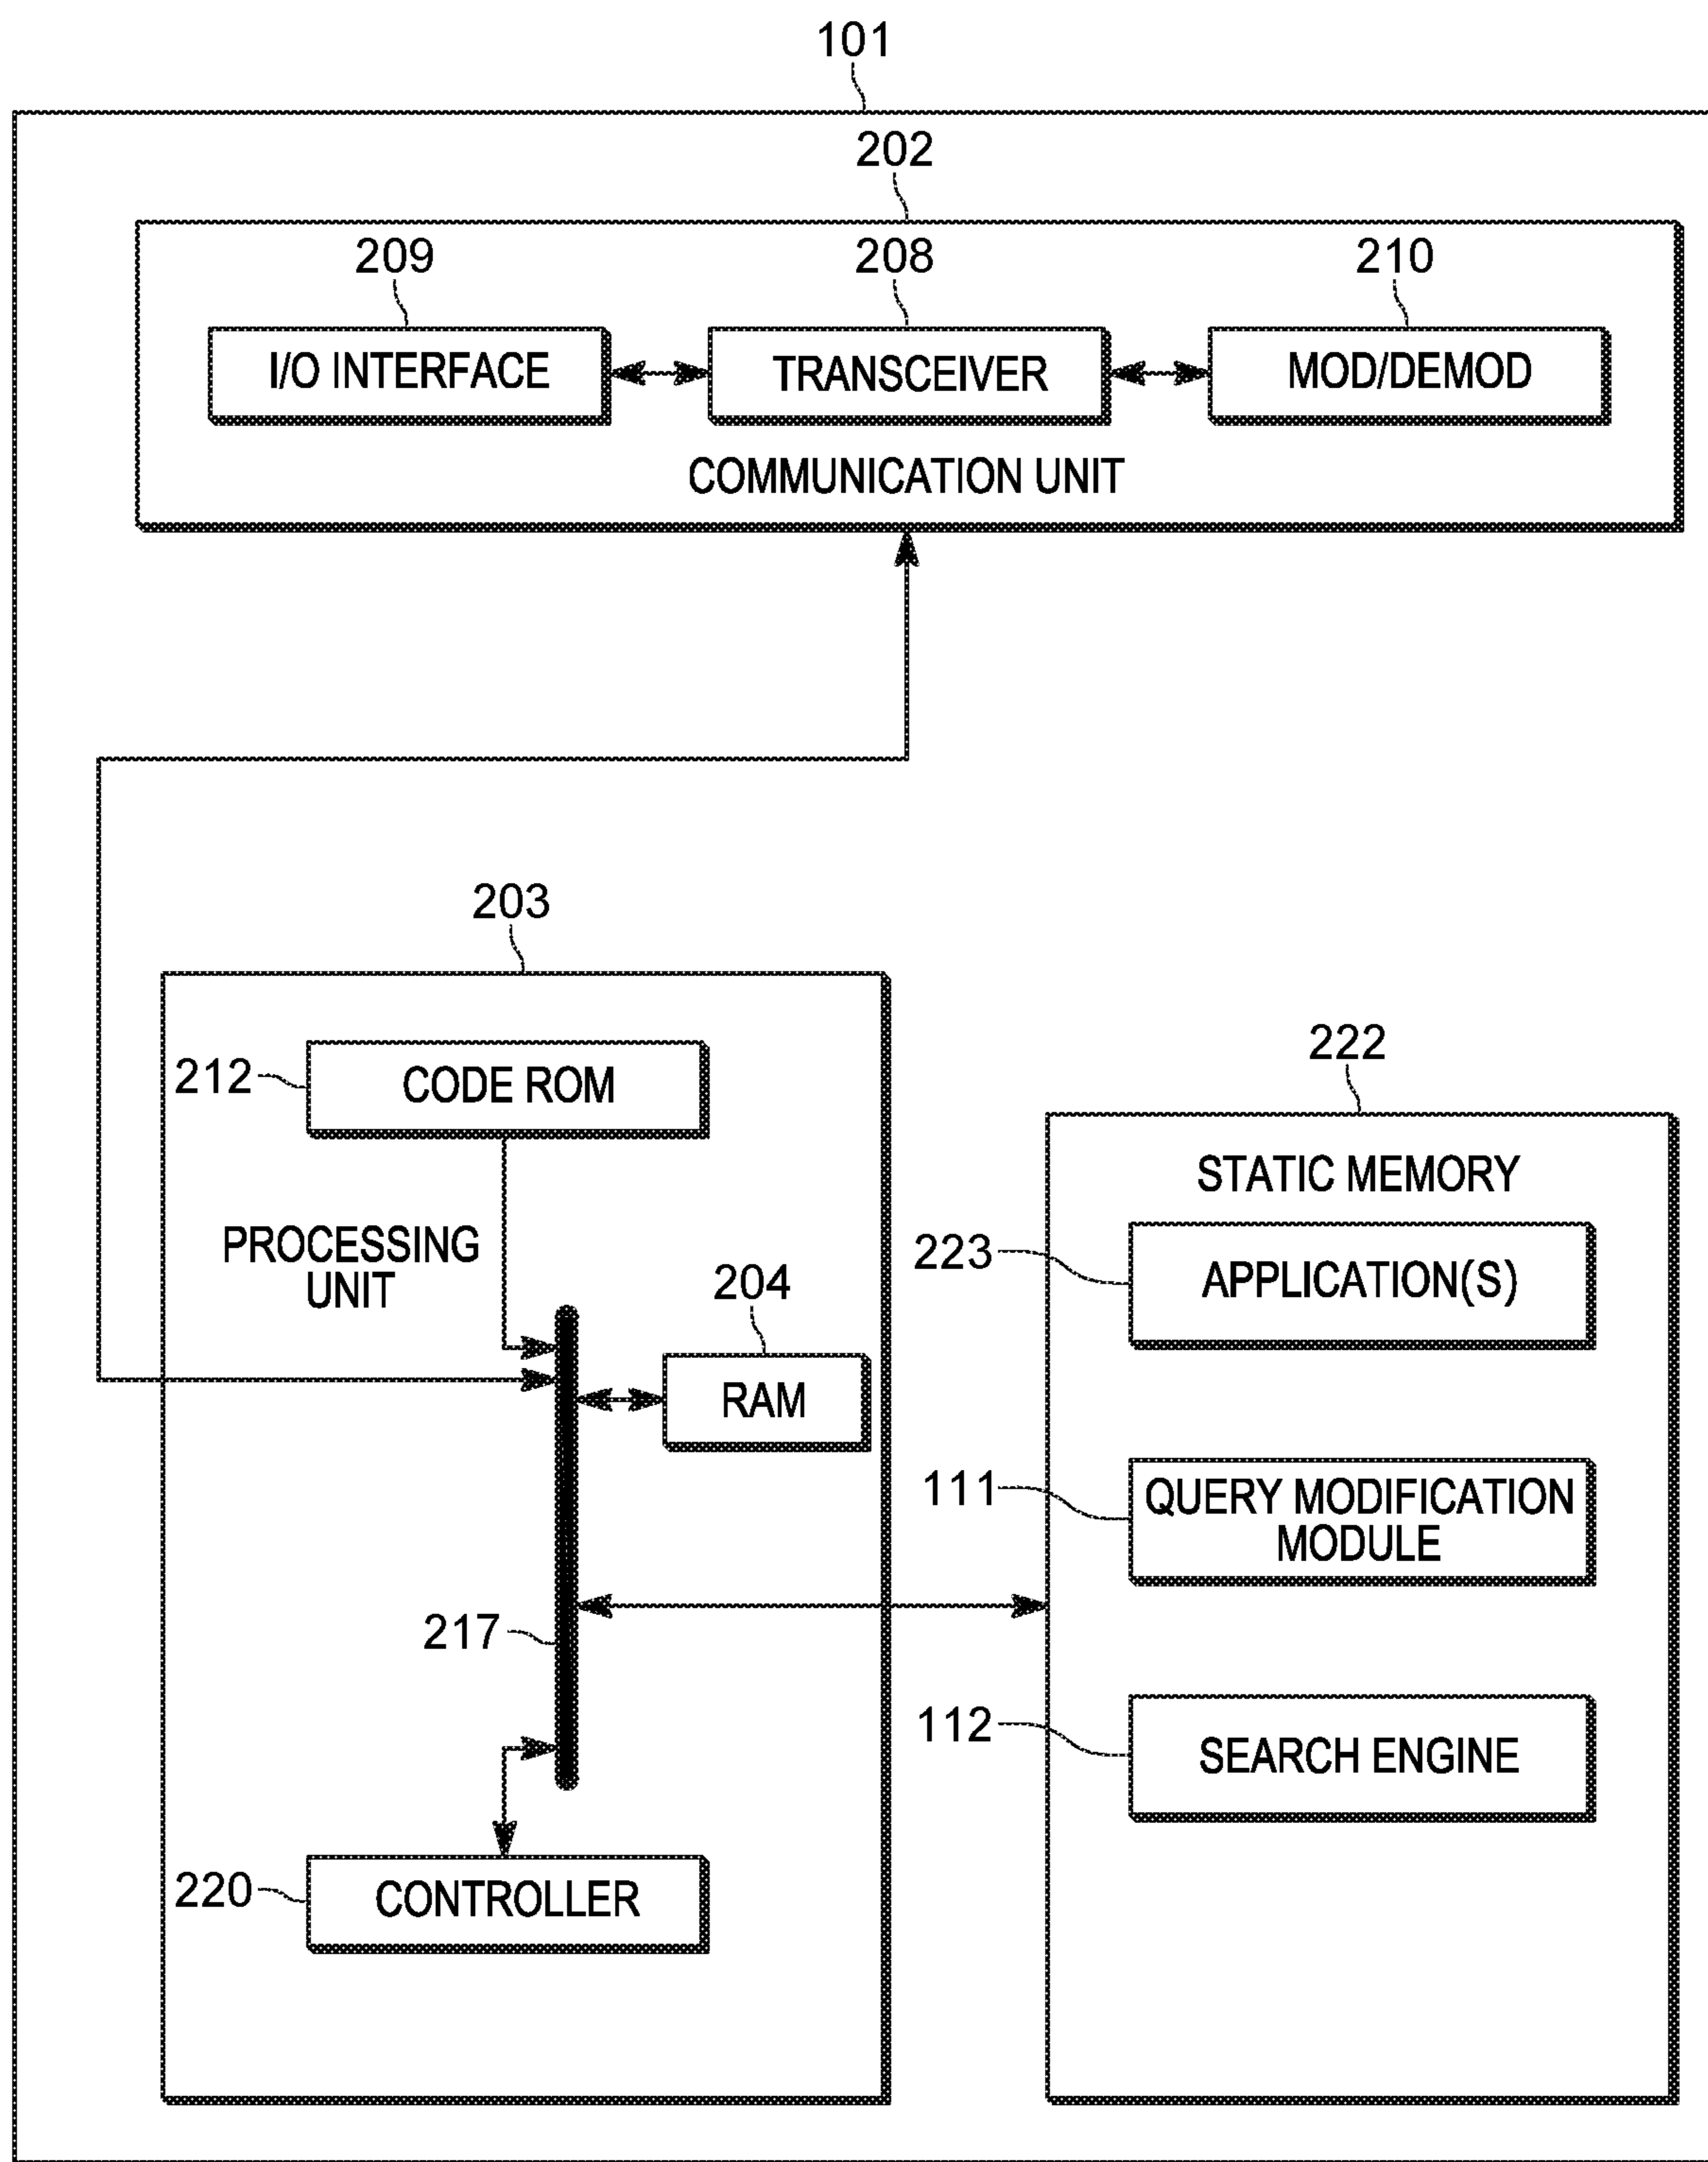 101
202
209
208
210
I/O INTERFACE
TRANSCEIVER
MOD/DEMOD
COMMUNICATION UNIT
203
212
CODE ROM
PROCESSING
UNIT
204
RAM
217
220
CONTROLLER
222
STATIC MEMORY
223
APPLICATION(S)
111
QUERY MODIFICATION
MODULE
112
SEARCH ENGINE